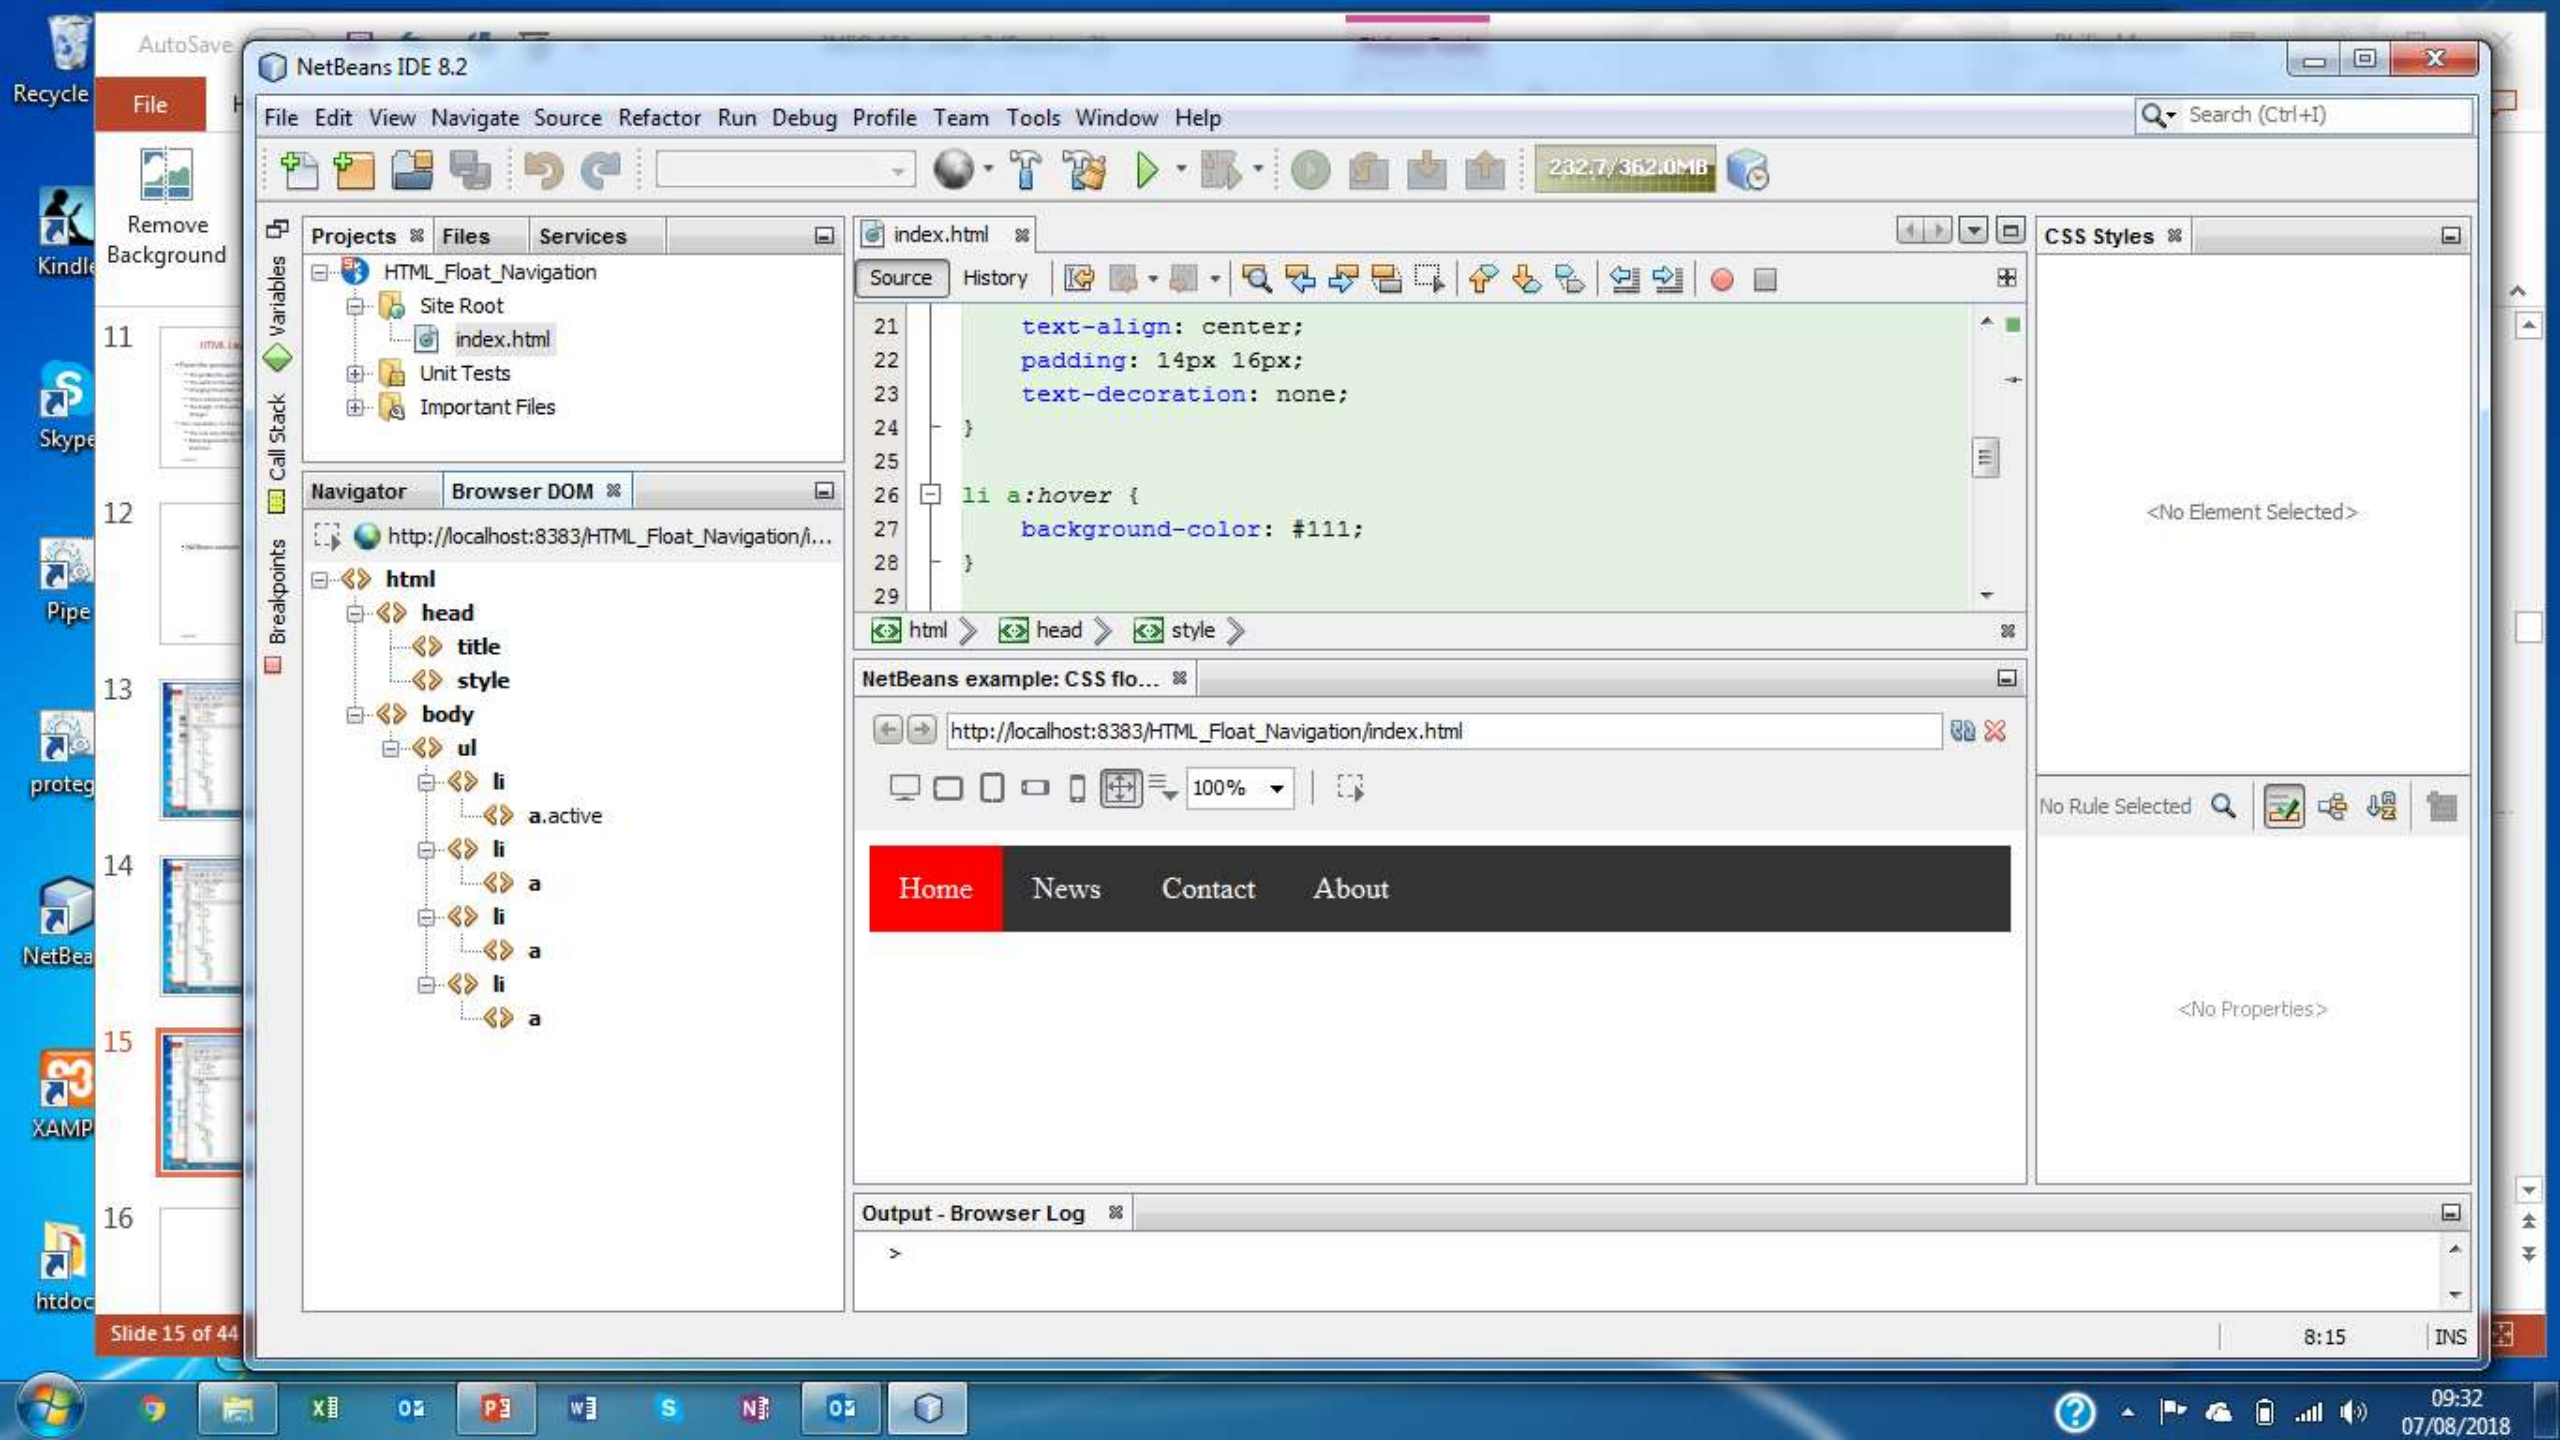 AutoSave
Recycle
File
Remove
Background
Kindle
Skype
Pipe
proteg
NetBea
XAMP
htdoc
11
12
13
14
15
16
Slide 15 of 44
NetBeans IDE 8.2
File Edit View Navigate Source Refactor Run Debug Profile Team Tools Window Help
Search (Ctrl+I)
232.7/362.0MB
Variables
Call Stack
Breakpoints
Projects Files Services
HTML_Float_Navigation
Site Root
index.html
Unit Tests
Important Files
Navigator Browser DOM
http://localhost:8383/HTML_Float_Navigation/i...
html
head
title
style
body
ul
li
a.active
li
a
li
a
li
a
index.html
Source History
21 text-align: center;
22 padding: 14px 16px;
23 text-decoration: none;
24 }
25
26 li a:hover {
27 background-color: #111;
28 }
29
html head style
NetBeans example: CSS flo...
http://localhost:8383/HTML_Float_Navigation/index.html
100%
Home News Contact About
Output - Browser Log
>
CSS Styles
<No Element Selected>
No Rule Selected
<No Properties>
8:15 INS
09:32
07/08/2018